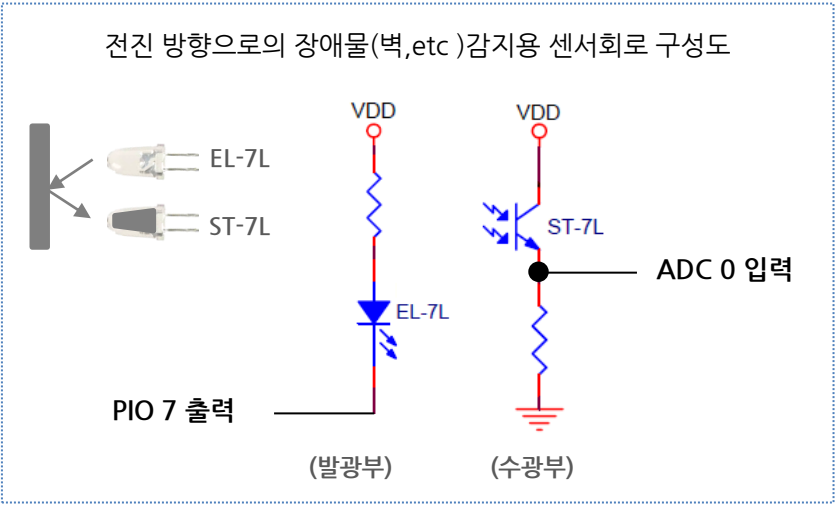 전진 방향으로의 장애물(벽,etc )감지용 센서회로 구성도
VDD
VDD
EL-7L
ST-7L
ST-7L
ADC 0 입력
EL-7L
PIO 7 출력
(발광부)
(수광부)